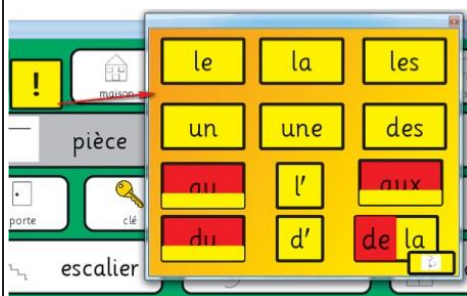 !
maison
pièce
porte
clé
escalier
le la les
un une des
au l' aux
du d' de la